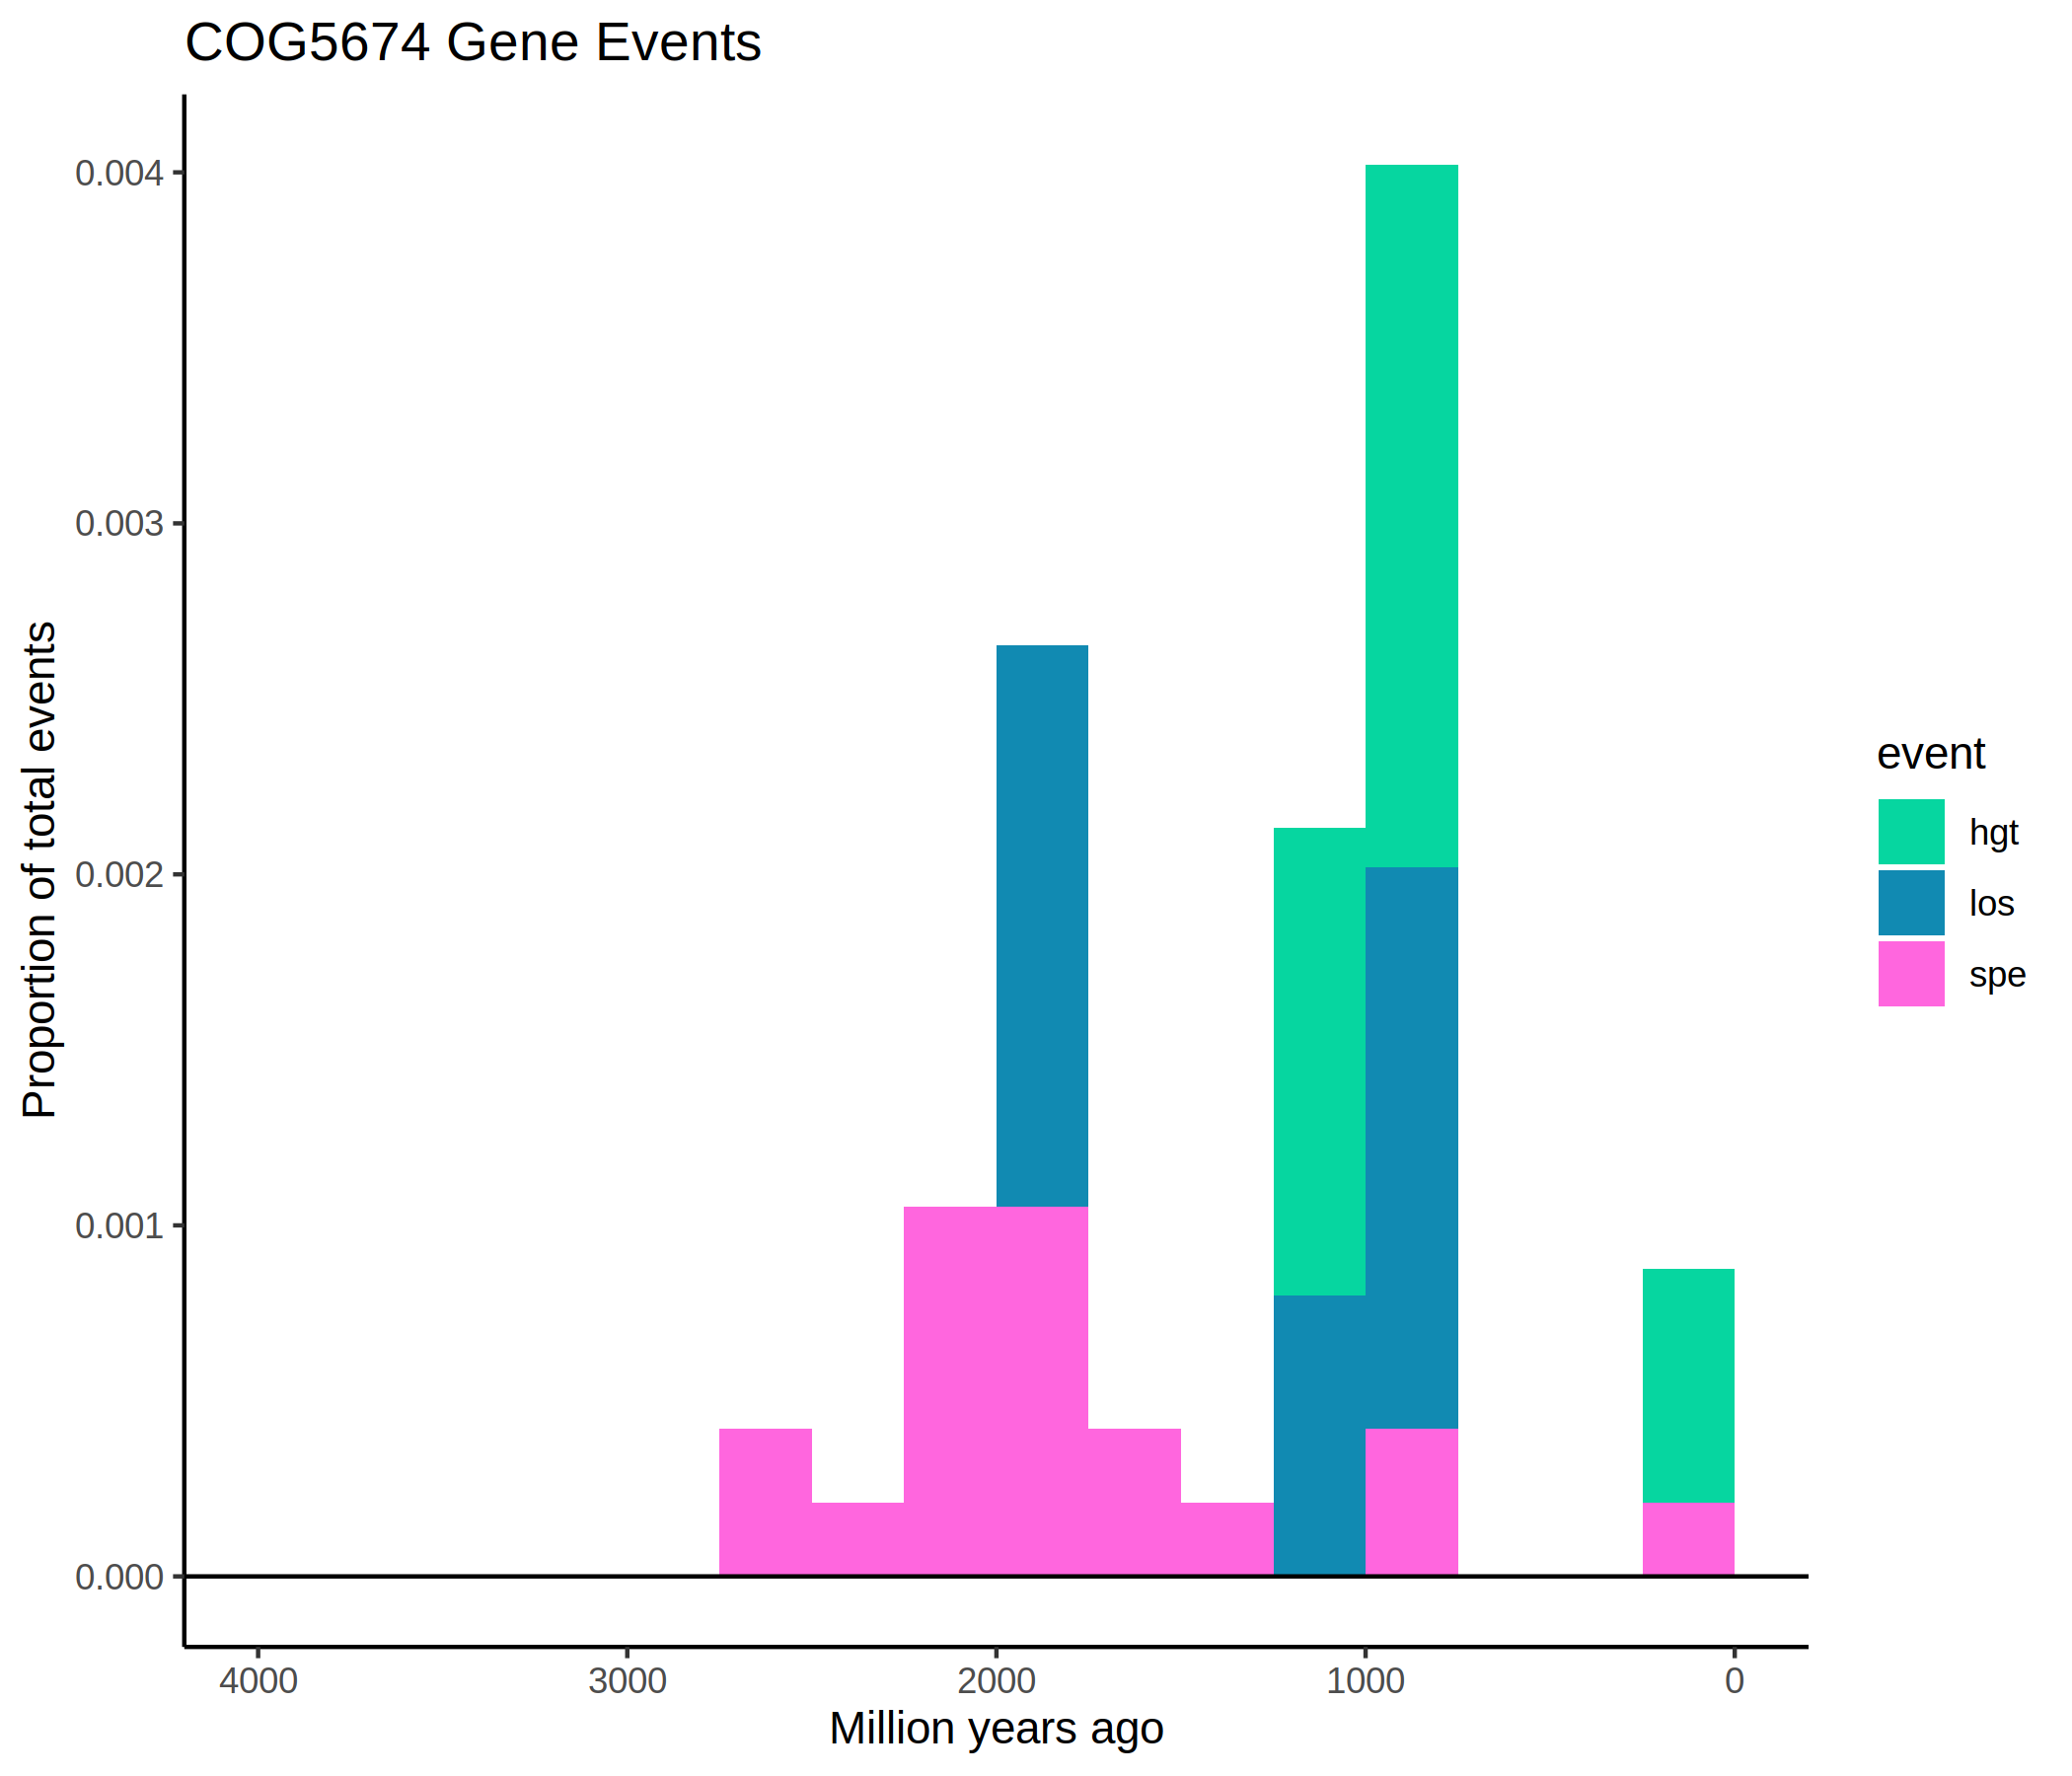 COG5674 Gene Events
0.004
0.003
0.002
0.001
0.000
Proportion of total events
4000 3000 2000 1000 0
Million years ago
event
hgt
los
spe